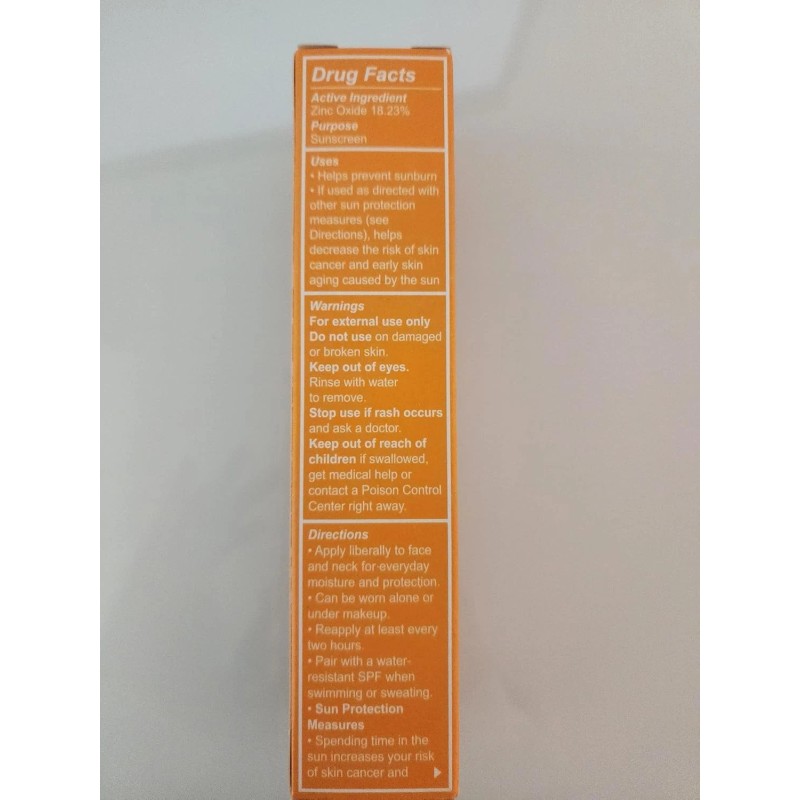 Drug Facts
Active Ingredient
Zinc Oxide 18.23%
Purpose
Sunscreen
Uses
• Helps prevent sunburn
• If used as directed with
other sun protection
measures (see
Directions), helps
decrease the risk of skin
cancer and early skin
aging caused by the sun
Warnings
For external use only
Do not use on damaged
or broken skin.
Keep out of eyes.
Rinse with water
to remove.
Stop use if rash occurs
and ask a doctor.
Keep out of reach of
children if swallowed,
get medical help or
contact a Poison Control
Center right away.
Directions
• Apply liberally to face
and neck for everyday
moisture and protection.
• Can be worn alone or
under makeup.
• Reapply at least every
two hours.
• Pair with a water-
resistant SPF when
swimming or sweating.
• Sun Protection
Measures
• Spending time in the
sun increases your risk
of skin cancer and